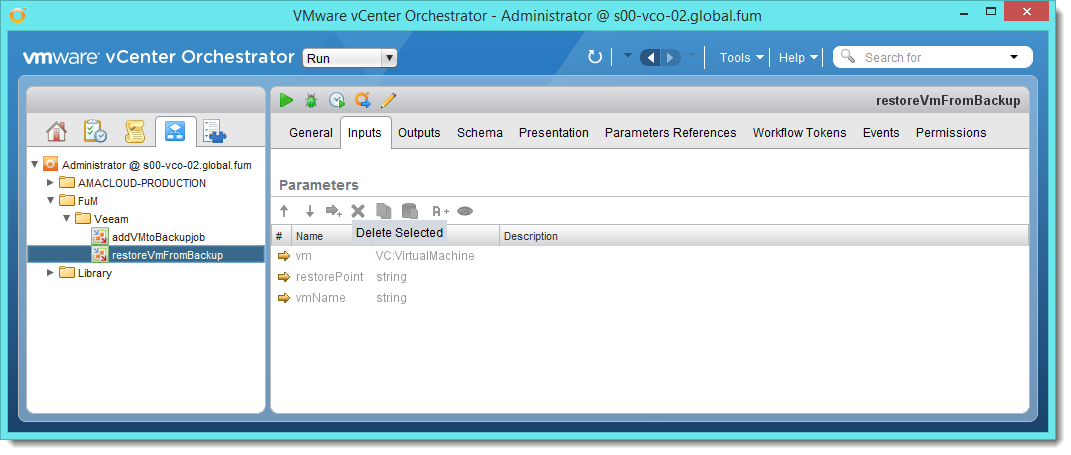 VMware vCenter Orchestrator - Administrator @ s00-vco-02.global.fum
vmware vCenter Orchestrator Run Tools Help Search for
restoreVmFromBackup
General Inputs Outputs Schema Presentation Parameters References Workflow Tokens Events Permissions
Administrator @ s00-vco-02.global.fum
AMACLOUD-PRODUCTION
FuM
Veeam
addVMtoBackupjob
restoreVmFromBackup
Library
Parameters
A+
Delete Selected
# Name Description
vm VC:VirtualMachine
restorePoint string
vmName string